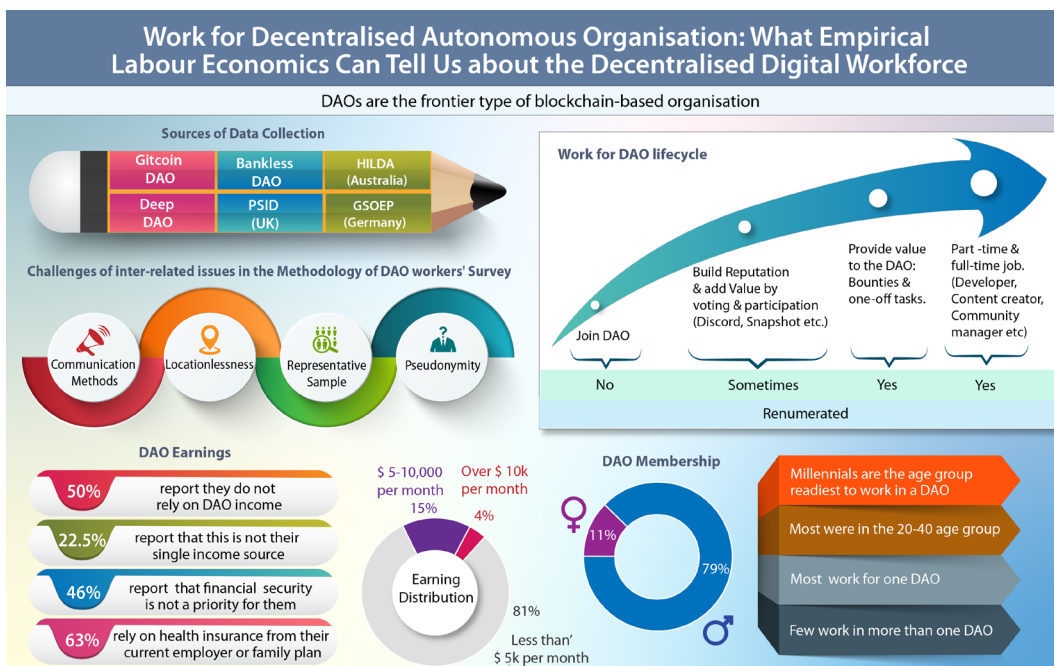 Work for Decentralised Autonomous Organisation: What Empirical
Labour Economics Can Tell Us about the Decentralised Digital Workforce
DAOs are the frontier type of blockchain-based organisation
Sources of Data Collection
Gitcoin
DAO
Bankless
DAO
HILDA
(Australia)
Deep
DAO
PSID
(UK)
GSOEP
(Germany)
Challenges of inter-related issues in the Methodology of DAO workers' Survey
Communication
Methods
Locationlessness
Representative
Sample
Pseudonymity
Work for DAO lifecycle
Join DAO
Build Reputation
& add Value by
voting & participation
(Discord, Snapshot etc.)
Provide value
to the DAO:
Bounties &
one-off tasks.
Part -time &
full-time job.
(Developer,
Content creator,
Community
manager etc)
No
Sometimes
Yes
Yes
Renumerated
DAO Earnings
50%
report they do not
rely on DAO income
22.5%
report that this is not their
single income source
46%
report that financial security
is not a priority for them
63%
rely on health insurance from their
current employer or family plan
$ 5-10,000
per month
15%
Over $ 10k
per month
4%
Earning
Distribution
81%
Less than'
$ 5k per month
DAO Membership
11%
79%
Millennials are the age group
readiest to work in a DAO
Most were in the 20-40 age group
Most work for one DAO
Few work in more than one DAO